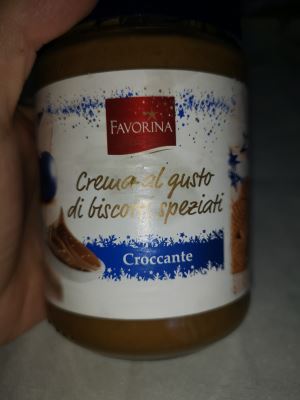 FAVORINA
Crema al gusto
di biscotti speziati
Croccante